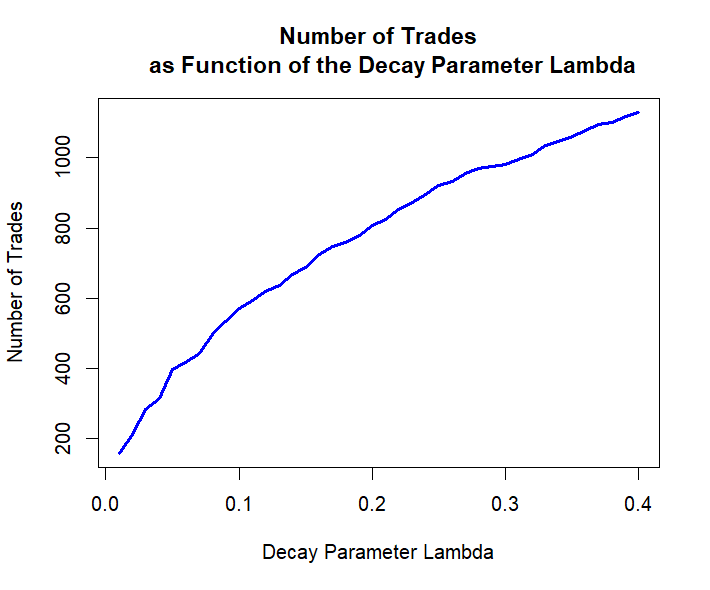 Number of Trades
as Function of the Decay Parameter Lambda
Number of Trades
1000
800
600
400
200
0.0 0.1 0.2 0.3 0.4
Decay Parameter Lambda